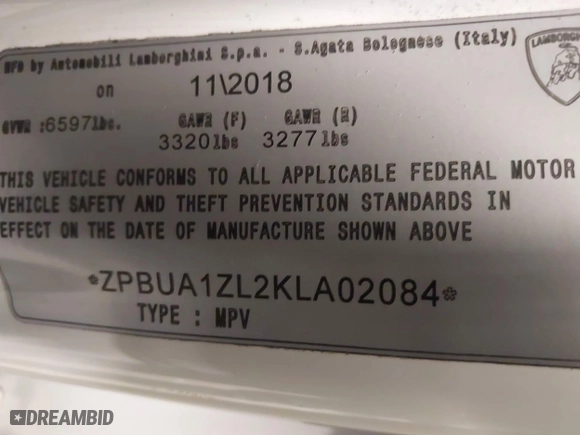 MFD by Automobili Lamborghini S.p.a. - S.Agata Bolognese (Italy)
on 11\2018
GVWR :6597lbs. GAWR (F) GAWR (R)
3320lbs 3277lbs
THIS VEHICLE CONFORMS TO ALL APPLICABLE FEDERAL MOTOR
VEHICLE SAFETY AND THEFT PREVENTION STANDARDS IN
EFFECT ON THE DATE OF MANUFACTURE SHOWN ABOVE
*ZPBUA1ZL2KLA02084*
TYPE : MPV
DREAMBID